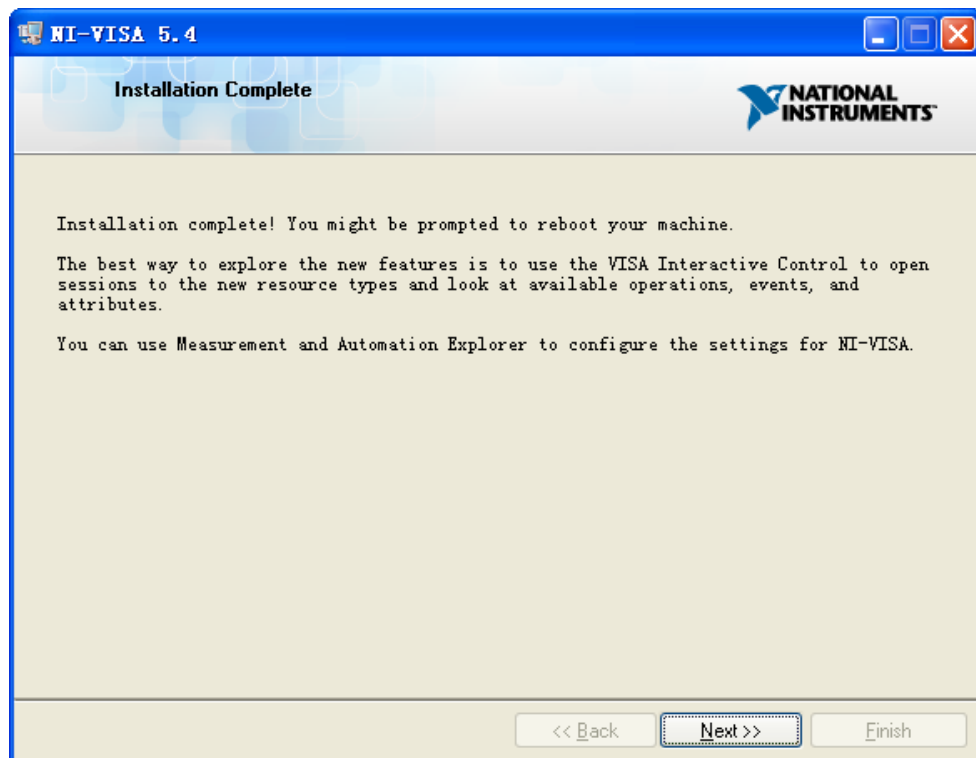 NI-VISA 5.4
Installation Complete
NATIONAL
INSTRUMENTS™
Installation complete! You might be prompted to reboot your machine.
The best way to explore the new features is to use the VISA Interactive Control to open
sessions to the new resource types and look at available operations, events, and
attributes.
You can use Measurement and Automation Explorer to configure the settings for NI-VISA.
<< Back
Next >>
Finish